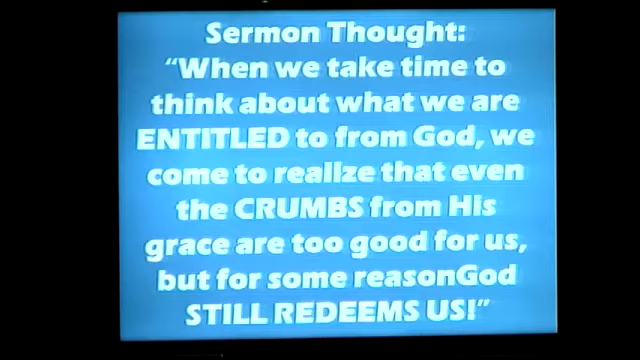 Sermon Thought:
“When we take time to
think about what we are
ENTITLED to from God, we
come to realize that even
the CRUMBS from His
grace are too good for us,
but for some reasonGod
STILL REDEEMS US!”